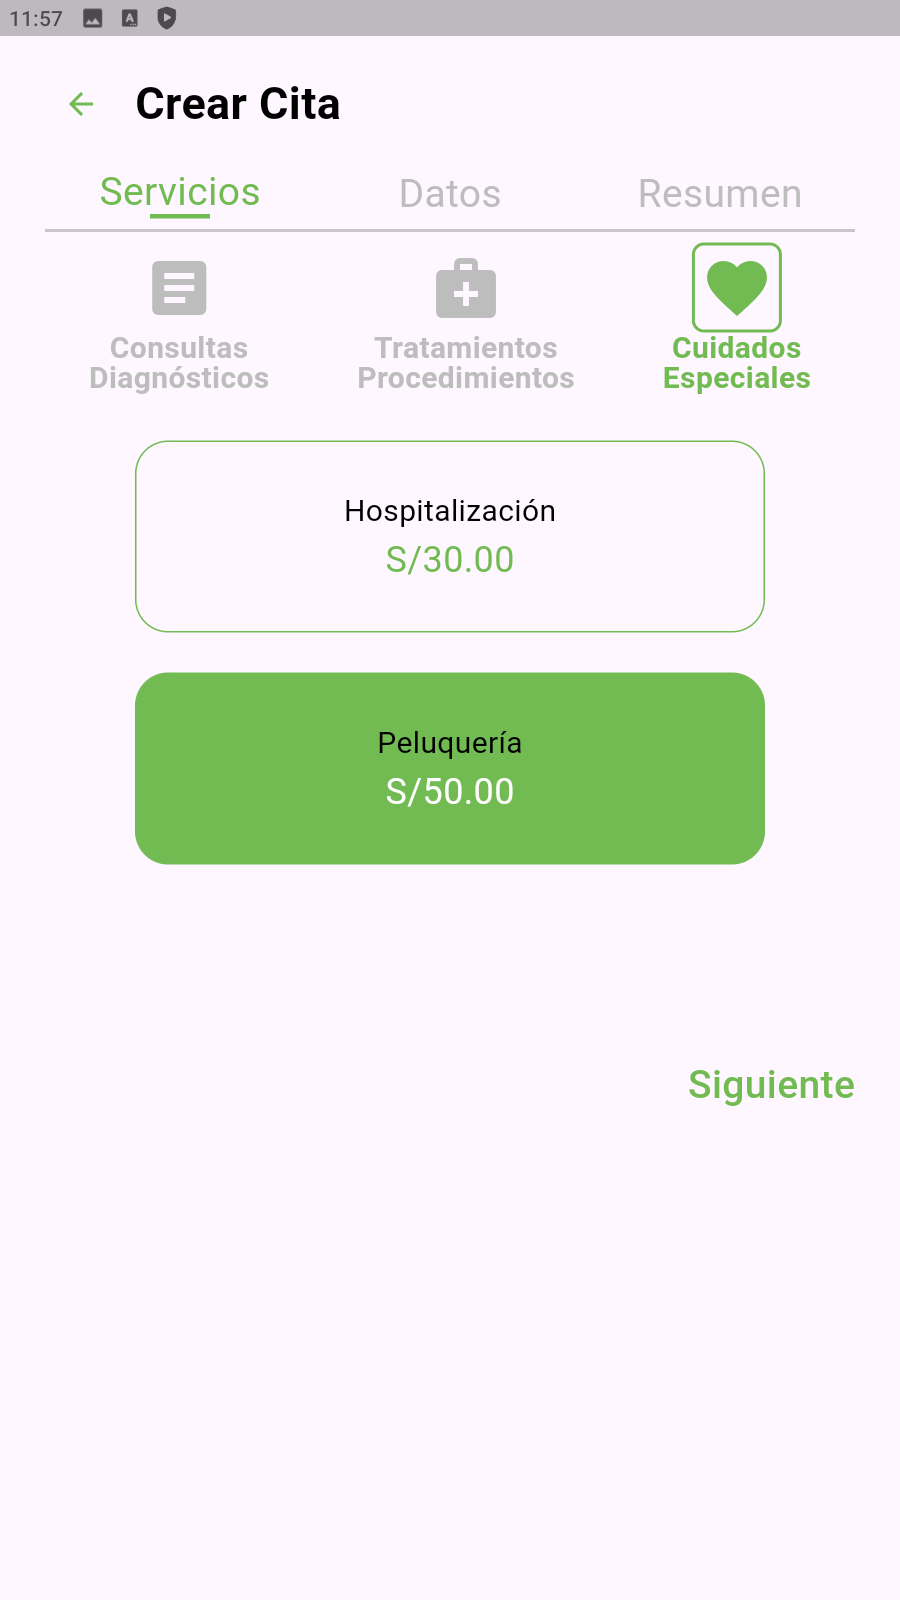 11:57
Crear Cita
Servicios Datos Resumen
Consultas Diagnósticos
Tratamientos Procedimientos
Cuidados Especiales
Hospitalización
S/30.00
Peluquería
S/50.00
Siguiente